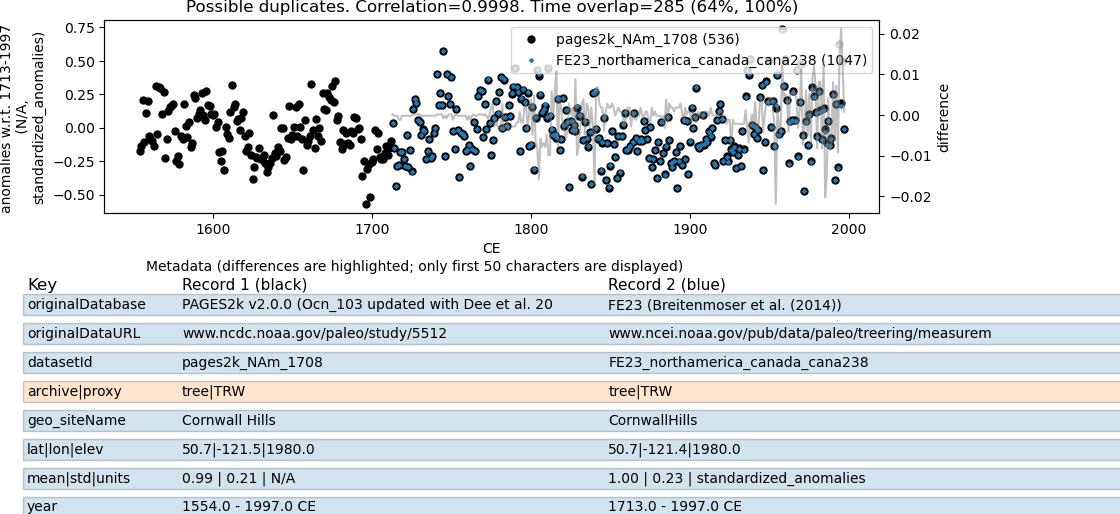 Possible duplicates. Correlation=0.9998. Time overlap=285 (64%, 100%)
anomalies w.r.t. 1713-1997
(N/A,
standardized_anomalies)
0.75
0.50
0.25
0.00
−0.25
−0.50
pages2k_NAm_1708 (536)
FE23_northamerica_canada_cana238 (1047)
0.02
0.01
0.00
−0.01
−0.02
difference
1600
1700
1800
1900
2000
CE
Metadata (differences are highlighted; only first 50 characters are displayed)
Key Record 1 (black) Record 2 (blue)
originalDatabase PAGES2k v2.0.0 (Ocn_103 updated with Dee et al. 20 FE23 (Breitenmoser et al. (2014))
originalDataURL www.ncdc.noaa.gov/paleo/study/5512 www.ncei.noaa.gov/pub/data/paleo/treering/measurem
datasetId pages2k_NAm_1708 FE23_northamerica_canada_cana238
archive|proxy tree|TRW tree|TRW
geo_siteName Cornwall Hills CornwallHills
lat|lon|elev 50.7|-121.5|1980.0 50.7|-121.4|1980.0
mean|std|units 0.99 | 0.21 | N/A 1.00 | 0.23 | standardized_anomalies
year 1554.0 - 1997.0 CE 1713.0 - 1997.0 CE